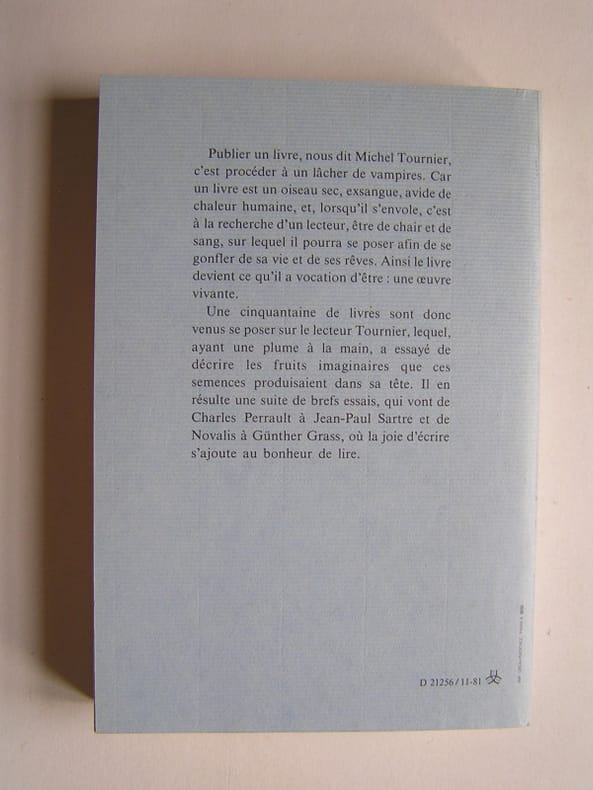 Publier un livre, nous dit Michel Tournier,
c'est procéder à un lâcher de vampires. Car
un livre est un oiseau sec, exsangue, avide de
chaleur humaine, et, lorsqu'il s'envole, c'est
à la recherche d'un lecteur, être de chair et de
sang, sur lequel il pourra se poser afin de se
gonfler de sa vie et de ses rêves. Ainsi le livre
devient ce qu'il a vocation d'être : une œuvre
vivante.
Une cinquantaine de livres sont donc
venus se poser sur le lecteur Tournier, lequel,
ayant une plume à la main, a essayé de
décrire les fruits imaginaires que ces
semences produisaient dans sa tête. Il en
résulte une suite de brefs essais, qui vont de
Charles Perrault à Jean-Paul Sartre et de
Novalis à Günther Grass, où la joie d'écrire
s'ajoute au bonheur de lire.
D 21256/11-81